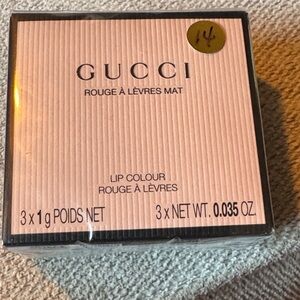 .14
GUCCI
ROUGE À LÈVRES MAT
LIP COLOUR
ROUGE À LÈVRES
3 x 1 g POIDS NET 3 x NET WT. 0.035 OZ.